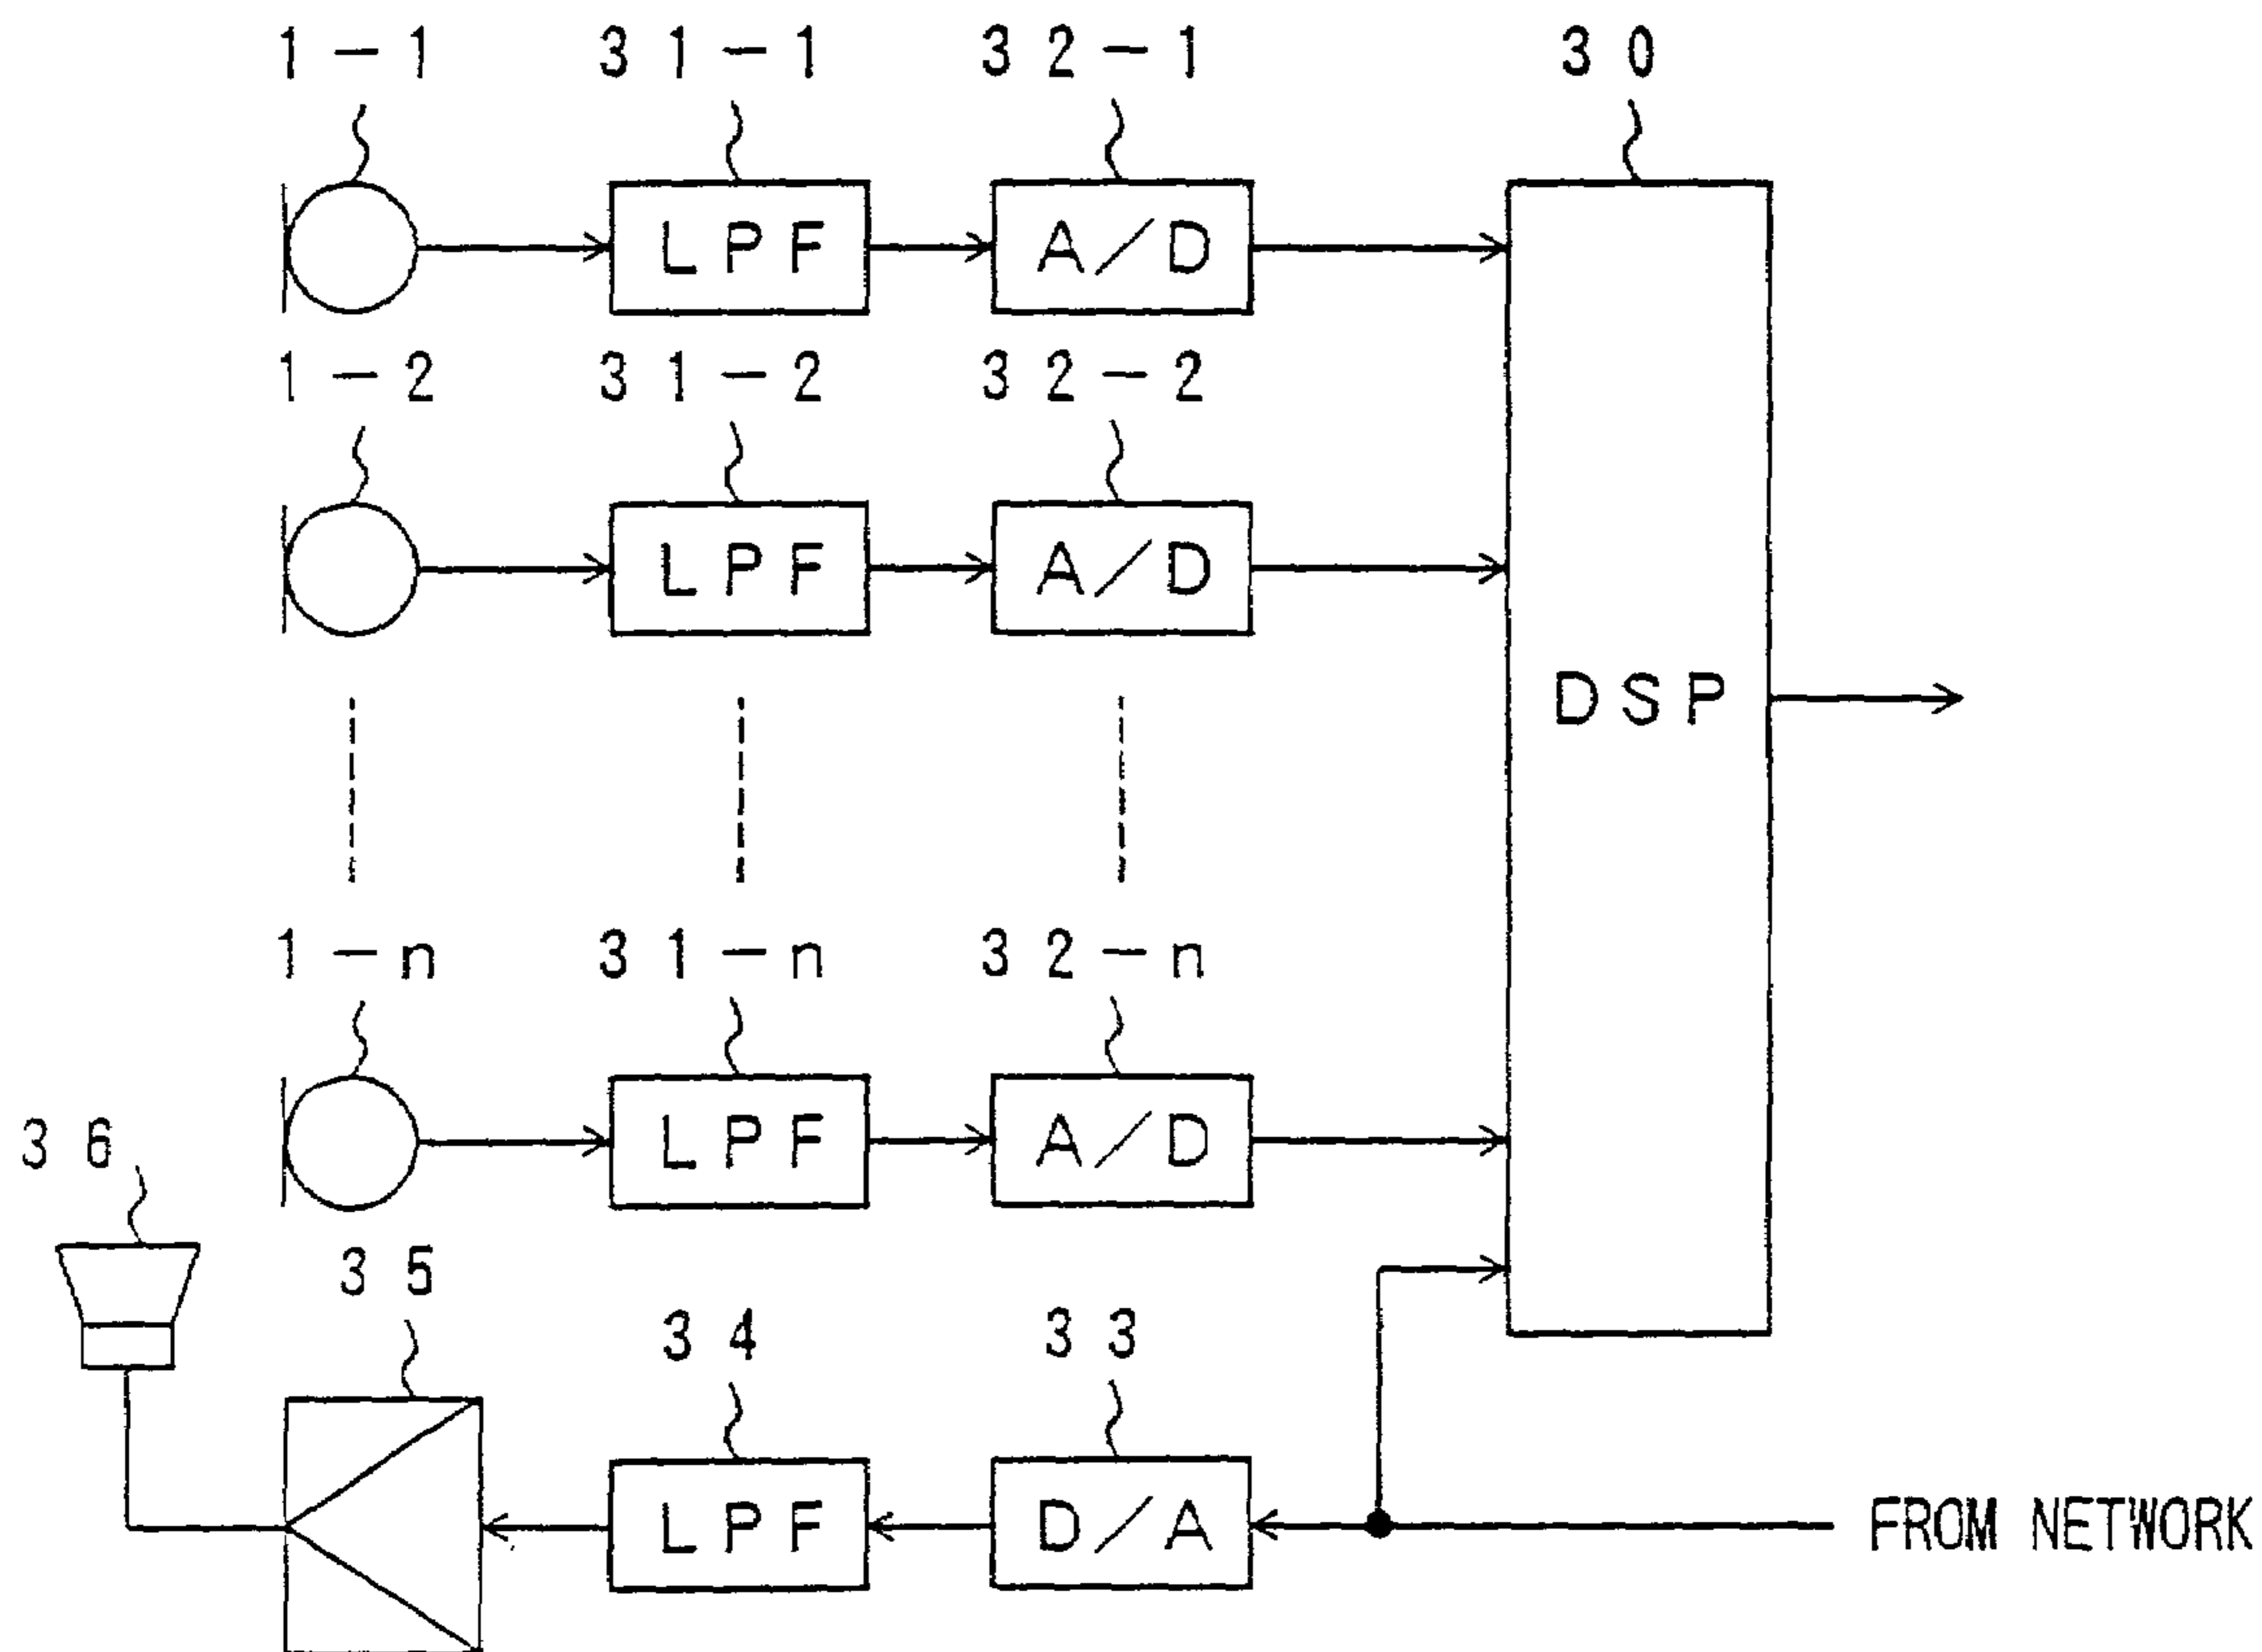 1-1 31-1 32-1 30
LPF A/D
1-2 31-2 32-2
LPF A/D
DSP
1-n 31-n 32-n
36 LPF A/D
35
34 33
LPF D/A FROM NETWORK